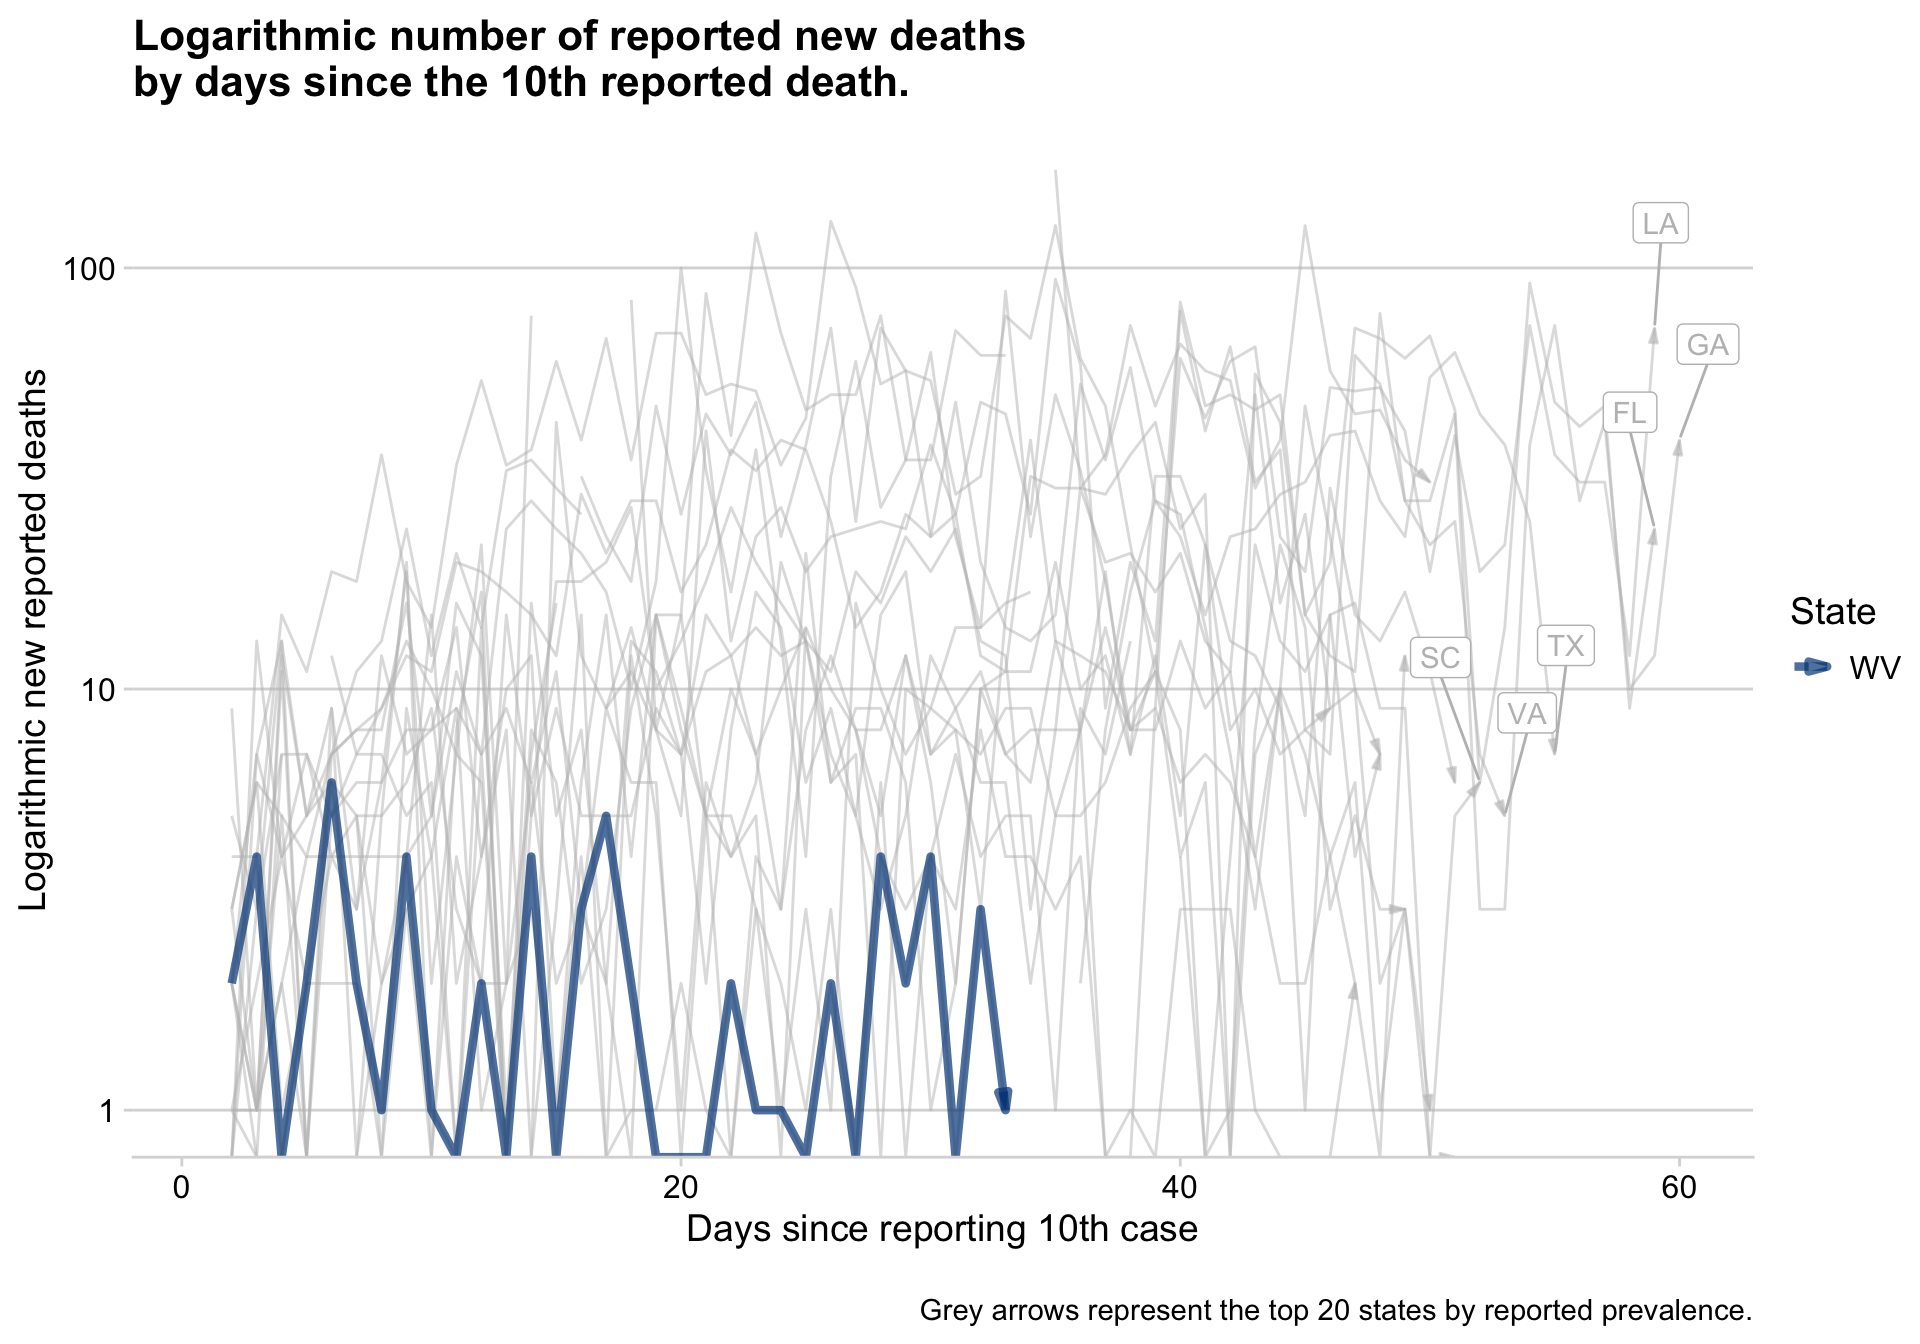 Logarithmic number of reported new deaths
by days since the 10th reported death.
Logarithmic new reported deaths
100
10
1
LA
GA
FL
SC
TX
VA
State
WV
0
20
40
60
Days since reporting 10th case
Grey arrows represent the top 20 states by reported prevalence.